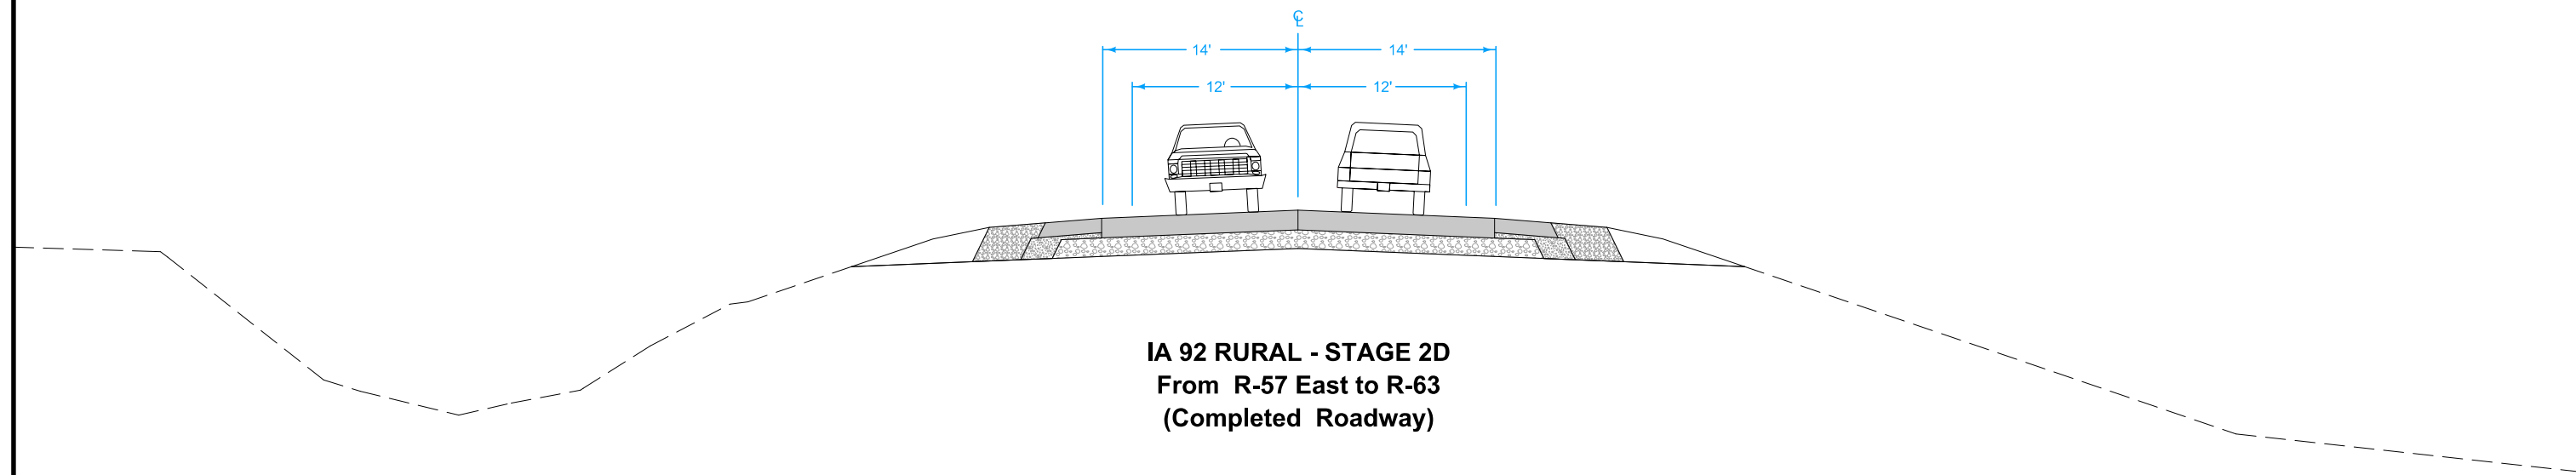 ℄
14' 14'
12' 12'
IA 92 RURAL - STAGE 2D
From R-57 East to R-63
(Completed Roadway)